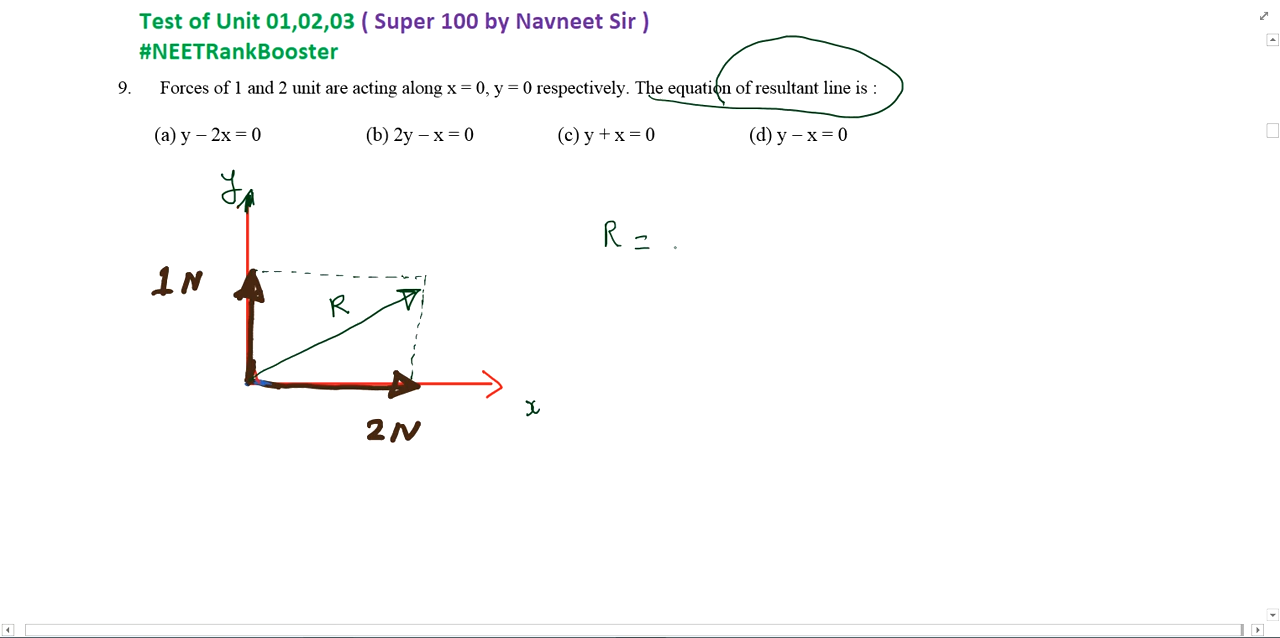 Test of Unit 01,02,03 ( Super 100 by Navneet Sir )
#NEETRankBooster
9. Forces of 1 and 2 unit are acting along x = 0, y = 0 respectively. The equation of resultant line is :
(a) y – 2x = 0 (b) 2y – x = 0 (c) y + x = 0 (d) y – x = 0
y
R =
1N
R
x
2N